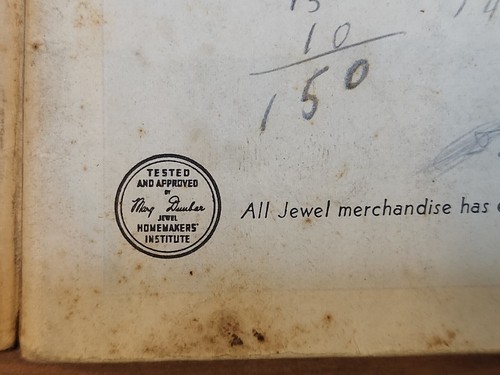 15
10
150
TESTED
AND APPROVED
BY
Mary Dunbar
JEWEL
HOMEMAKERS'
INSTITUTE
All Jewel merchandise has